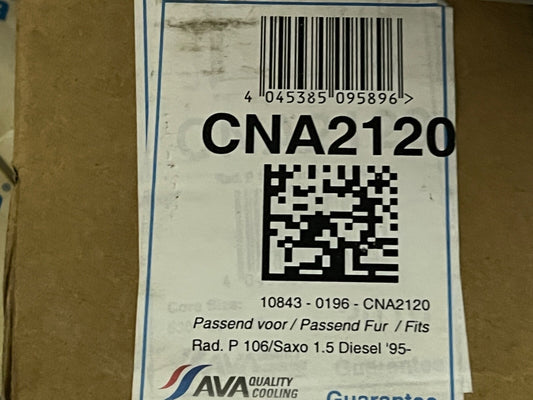 4 045385 095896 >
CNA2120
10843 - 0196 - CNA2120
Passend voor / Passend Fur / Fits
Rad. P 106/Saxo 1.5 Diesel '95-
AVA QUALITY
COOLING
Guarantee